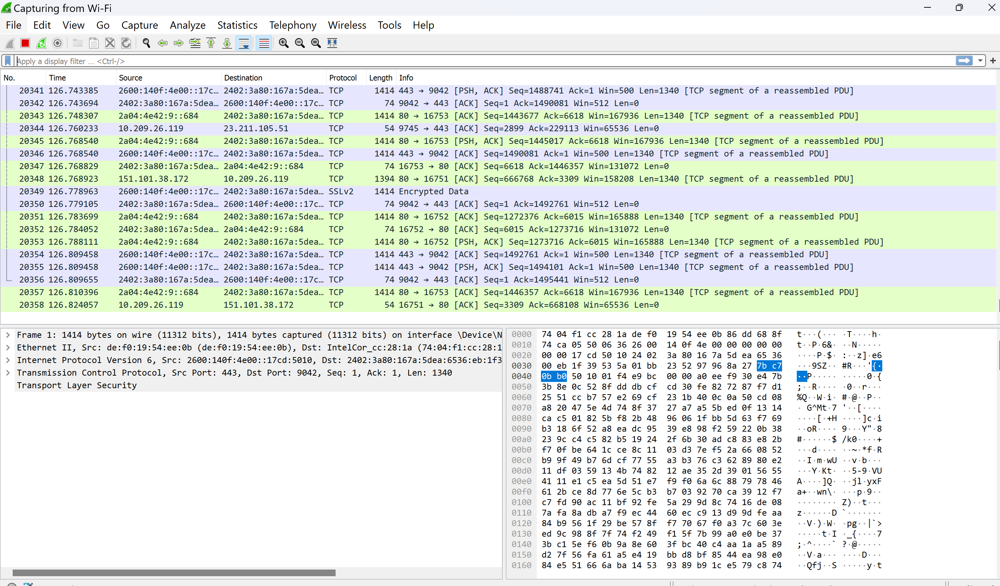 Capturing from Wi-Fi
File Edit View Go Capture Analyze Statistics Telephony Wireless Tools Help
Apply a display filter ... <Ctrl-/>
No. Time Source Destination Protocol Length Info
20341 126.743385 2600:140f:4e00::17c… 2402:3a80:167a:5dea… TCP 1414 443 → 9042 [PSH, ACK] Seq=1488741 Ack=1 Win=500 Len=1340 [TCP segment of a reassembled PDU]
20342 126.743694 2402:3a80:167a:5dea… 2600:140f:4e00::17c… TCP 74 9042 → 443 [ACK] Seq=1 Ack=1490081 Win=512 Len=0
20343 126.748307 2a04:4e42:9::684 2402:3a80:167a:5dea… TCP 1414 80 → 16753 [ACK] Seq=1443677 Ack=6618 Win=167936 Len=1340 [TCP segment of a reassembled PDU]
20344 126.760233 10.209.26.119 23.211.105.51 TCP 54 9745 → 443 [ACK] Seq=2899 Ack=229113 Win=65536 Len=0
20345 126.768540 2a04:4e42:9::684 2402:3a80:167a:5dea… TCP 1414 80 → 16753 [PSH, ACK] Seq=1445017 Ack=6618 Win=167936 Len=1340 [TCP segment of a reassembled PDU]
20346 126.768540 2600:140f:4e00::17c… 2402:3a80:167a:5dea… TCP 1414 443 → 9042 [ACK] Seq=1490081 Ack=1 Win=500 Len=1340 [TCP segment of a reassembled PDU]
20347 126.768829 2402:3a80:167a:5dea… 2a04:4e42:9::684 TCP 74 16753 → 80 [ACK] Seq=6618 Ack=1446357 Win=131072 Len=0
20348 126.768923 151.101.38.172 10.209.26.119 TCP 1394 80 → 16751 [ACK] Seq=666768 Ack=3309 Win=158208 Len=1340 [TCP segment of a reassembled PDU]
20349 126.778963 2600:140f:4e00::17c… 2402:3a80:167a:5dea… SSLv2 1414 Encrypted Data
20350 126.779105 2402:3a80:167a:5dea… 2600:140f:4e00::17c… TCP 74 9042 → 443 [ACK] Seq=1 Ack=1492761 Win=512 Len=0
20351 126.783699 2a04:4e42:9::684 2402:3a80:167a:5dea… TCP 1414 80 → 16752 [ACK] Seq=1272376 Ack=6015 Win=165888 Len=1340 [TCP segment of a reassembled PDU]
20352 126.784052 2402:3a80:167a:5dea… 2a04:4e42:9::684 TCP 74 16752 → 80 [ACK] Seq=6015 Ack=1273716 Win=131072 Len=0
20353 126.788111 2a04:4e42:9::684 2402:3a80:167a:5dea… TCP 1414 80 → 16752 [PSH, ACK] Seq=1273716 Ack=6015 Win=165888 Len=1340 [TCP segment of a reassembled PDU]
20354 126.809458 2600:140f:4e00::17c… 2402:3a80:167a:5dea… TCP 1414 443 → 9042 [ACK] Seq=1492761 Ack=1 Win=500 Len=1340 [TCP segment of a reassembled PDU]
20355 126.809458 2600:140f:4e00::17c… 2402:3a80:167a:5dea… TCP 1414 443 → 9042 [PSH, ACK] Seq=1494101 Ack=1 Win=500 Len=1340 [TCP segment of a reassembled PDU]
20356 126.809655 2402:3a80:167a:5dea… 2600:140f:4e00::17c… TCP 74 9042 → 443 [ACK] Seq=1 Ack=1495441 Win=512 Len=0
20357 126.810396 2a04:4e42:9::684 2402:3a80:167a:5dea… TCP 1414 80 → 16753 [ACK] Seq=1446357 Ack=6618 Win=167936 Len=1340 [TCP segment of a reassembled PDU]
20358 126.824057 10.209.26.119 151.101.38.172 TCP 54 16751 → 80 [ACK] Seq=3309 Ack=668108 Win=65536 Len=0
Frame 1: 1414 bytes on wire (11312 bits), 1414 bytes captured (11312 bits) on interface \Device\N
Ethernet II, Src: de:f0:19:54:ee:0b (de:f0:19:54:ee:0b), Dst: IntelCor_cc:28:1a (74:04:f1:cc:28:1
Internet Protocol Version 6, Src: 2600:140f:4e00::17cd:5010, Dst: 2402:3a80:167a:5dea:6536:eb:1f3
Transmission Control Protocol, Src Port: 443, Dst Port: 9042, Seq: 1, Ack: 1, Len: 1340
Transport Layer Security
0000 74 04 f1 cc 28 1a de f0 19 54 ee 0b 86 dd 68 8f t···(··· ·T····h·
0010 74 ca 05 50 06 36 26 00 14 0f 4e 00 00 00 00 00 t··P·6&· ··N·····
0020 00 00 17 cd 50 10 24 02 3a 80 16 7a 5d ea 65 36 ····P·$· :··z]·e6
0030 00 eb 1f 39 53 5a 01 bb 23 52 97 96 8a 27 7b c7 ···9SZ·· #R···'{·
0040 0b b0 50 10 01 f4 e9 bc 00 00 a0 ee f9 30 e4 7b ··P····· ·····0·{
0050 3b 8e 0c 52 8f dd db cf cd 30 fe 82 72 87 f7 d1 ;··R···· ·0··r···
0060 25 51 cc b7 57 e2 69 cf 23 1b 40 0c 0a 50 cd 08 %Q··W·i· #·@··P··
0070 a8 20 47 5e 4d 74 8f 37 27 a7 a5 5b ed 0f 13 14 · G^Mt·7 '··[····
0080 ca c5 01 82 5b f8 2b 48 96 06 1f bb 5d 63 f7 69 ····[·+H ····]c·i
0090 b3 18 6f 52 a8 ea dc 95 39 e8 98 f2 59 22 0b 38 ··oR···· 9···Y"·8
00a0 23 9c c4 c5 82 b5 19 24 2f 6b 30 ad c8 83 e8 2b #······$ /k0····+
00b0 f7 0f be 64 1c ce 8c 11 03 d3 7e f5 2a 66 08 52 ···d···· ··~·*f·R
00c0 b9 9f 49 b7 6d cf 77 55 a3 b3 76 c3 62 89 80 e2 ··I·m·wU ··v·b···
00d0 11 df 03 59 13 4b 74 82 12 ae 35 2d 39 01 56 55 ···Y·Kt· ··5-9·VU
00e0 41 11 e1 c5 ea 5d 51 e7 f9 f0 6a 6c 88 79 78 46 A····]Q· ··jl·yxF
00f0 61 2b ce 8d 77 6e 5c b3 b7 03 92 70 ca 39 12 f7 a+··wn\· ···p·9··
0100 c7 fd 90 ac 11 bf 92 fe 5a 29 9d 8c 74 16 de 08 ········ Z)··t···
0110 7a fa 8a db a7 f9 ec 44 60 ec c9 13 d9 9d fe aa z······D `·······
0120 84 b9 56 1f 29 be 57 8f f7 70 67 f0 a3 7c 60 3e ··V·)·W· ·pg··|`>
0130 ed 9c 98 8f 7f 74 f2 49 f1 5f 7b 99 a0 e0 be 37 ·····t·I ·_{····7
0140 3b c1 5e f6 0b 9a 8e 60 3f bc 40 c4 aa 1a a5 89 ;·^····` ?·@·····
0150 d2 7f 56 fa 61 a5 e4 19 bb d8 bf 85 44 ea 98 e0 ··V·a··· ····D···
0160 84 e5 51 66 6a ba 14 53 93 89 b9 1c e5 79 c8 74 ··Qfj··S ·····y·t